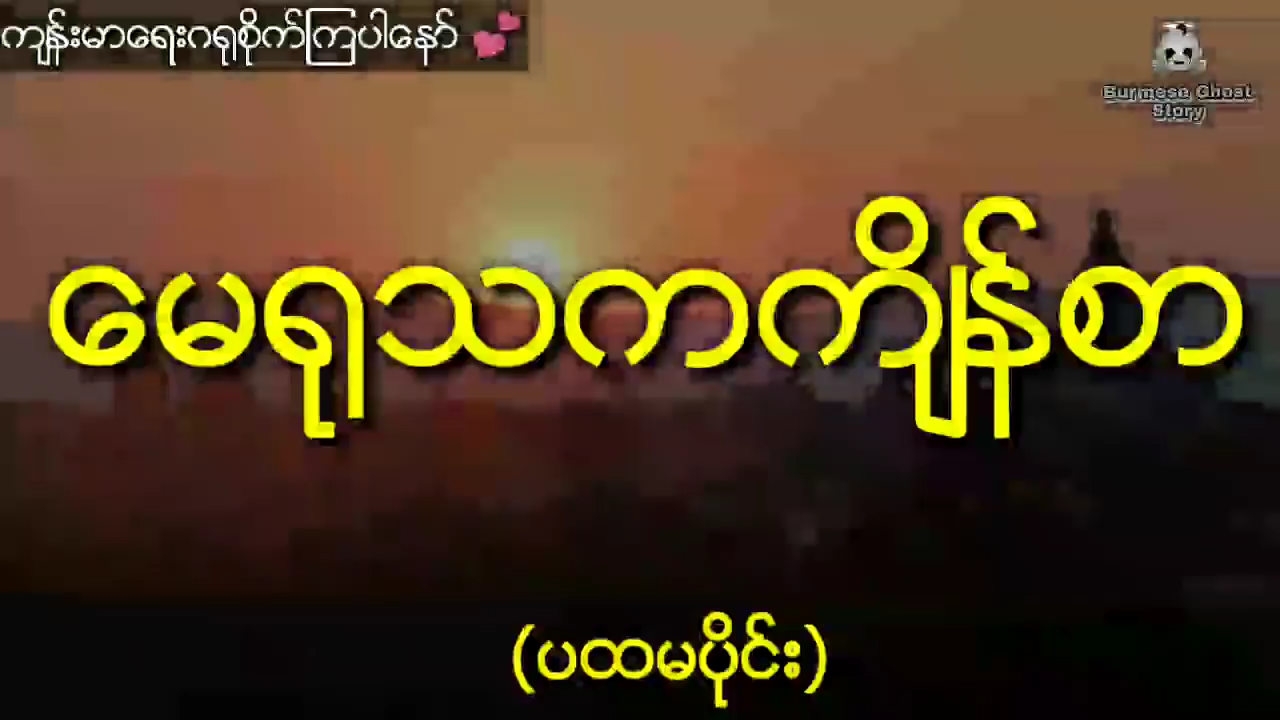 ကျန်းမာရေးဂရုစိုက်ကြပါနော် 💕
Burmese Ghost
Story
မေရုသကကျိန်စာ
(ပထမပိုင်း)